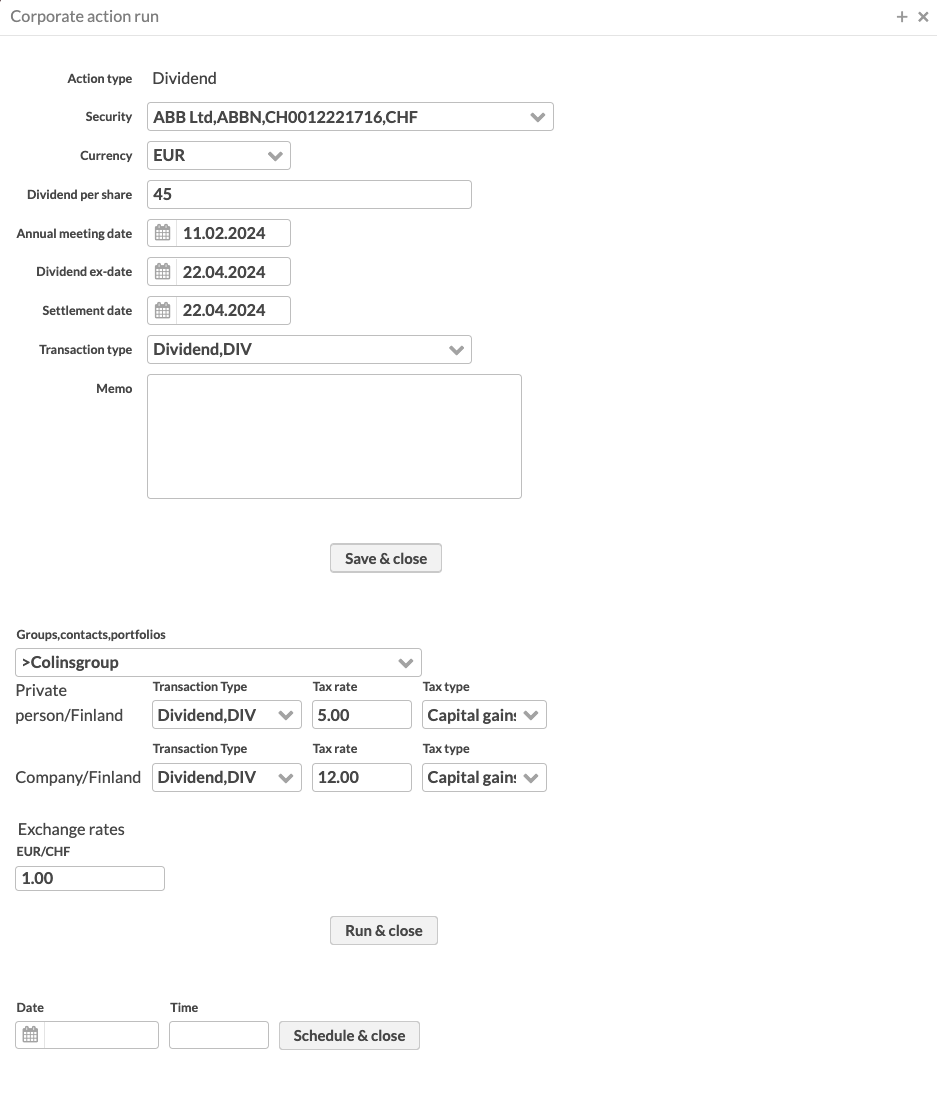 Corporate action run
Action type Dividend
Security ABB Ltd,ABBN,CH0012221716,CHF
Currency EUR
Dividend per share 45
Annual meeting date 11.02.2024
Dividend ex-date 22.04.2024
Settlement date 22.04.2024
Transaction type Dividend,DIV
Memo
Save & close
Groups,contacts,portfolios
>Colinsgroup
Private person/Finland
Transaction Type Tax rate Tax type
Dividend,DIV 5.00 Capital gains
Transaction Type Tax rate Tax type
Company/Finland Dividend,DIV 12.00 Capital gains
Exchange rates
EUR/CHF
1.00
Run & close
Date Time
Schedule & close